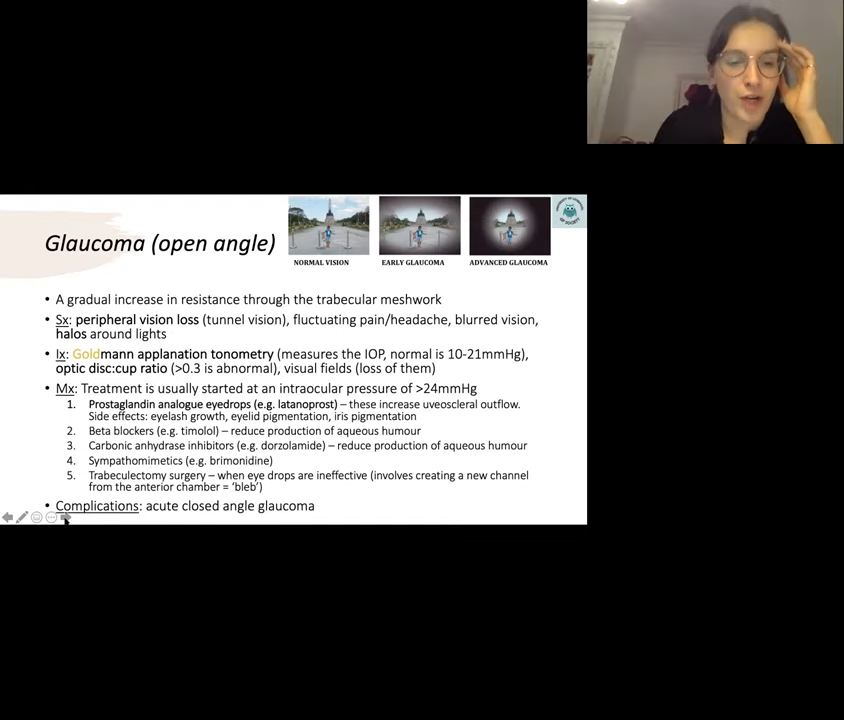 Glaucoma (open angle)
NORMAL VISION
EARLY GLAUCOMA
ADVANCED GLAUCOMA
• A gradual increase in resistance through the trabecular meshwork
• Sx: peripheral vision loss (tunnel vision), fluctuating pain/headache, blurred vision,
halos around lights
• Ix: Goldmann applanation tonometry (measures the IOP, normal is 10-21mmHg),
optic disc:cup ratio (>0.3 is abnormal), visual fields (loss of them)
• Mx: Treatment is usually started at an intraocular pressure of >24mmHg
1. Prostaglandin analogue eyedrops (e.g. latanoprost) – these increase uveoscleral outflow.
Side effects: eyelash growth, eyelid pigmentation, iris pigmentation
2. Beta blockers (e.g. timolol) – reduce production of aqueous humour
3. Carbonic anhydrase inhibitors (e.g. dorzolamide) – reduce production of aqueous humour
4. Sympathomimetics (e.g. brimonidine)
5. Trabeculectomy surgery – when eye drops are ineffective (involves creating a new channel
from the anterior chamber = ‘bleb’)
• Complications: acute closed angle glaucoma